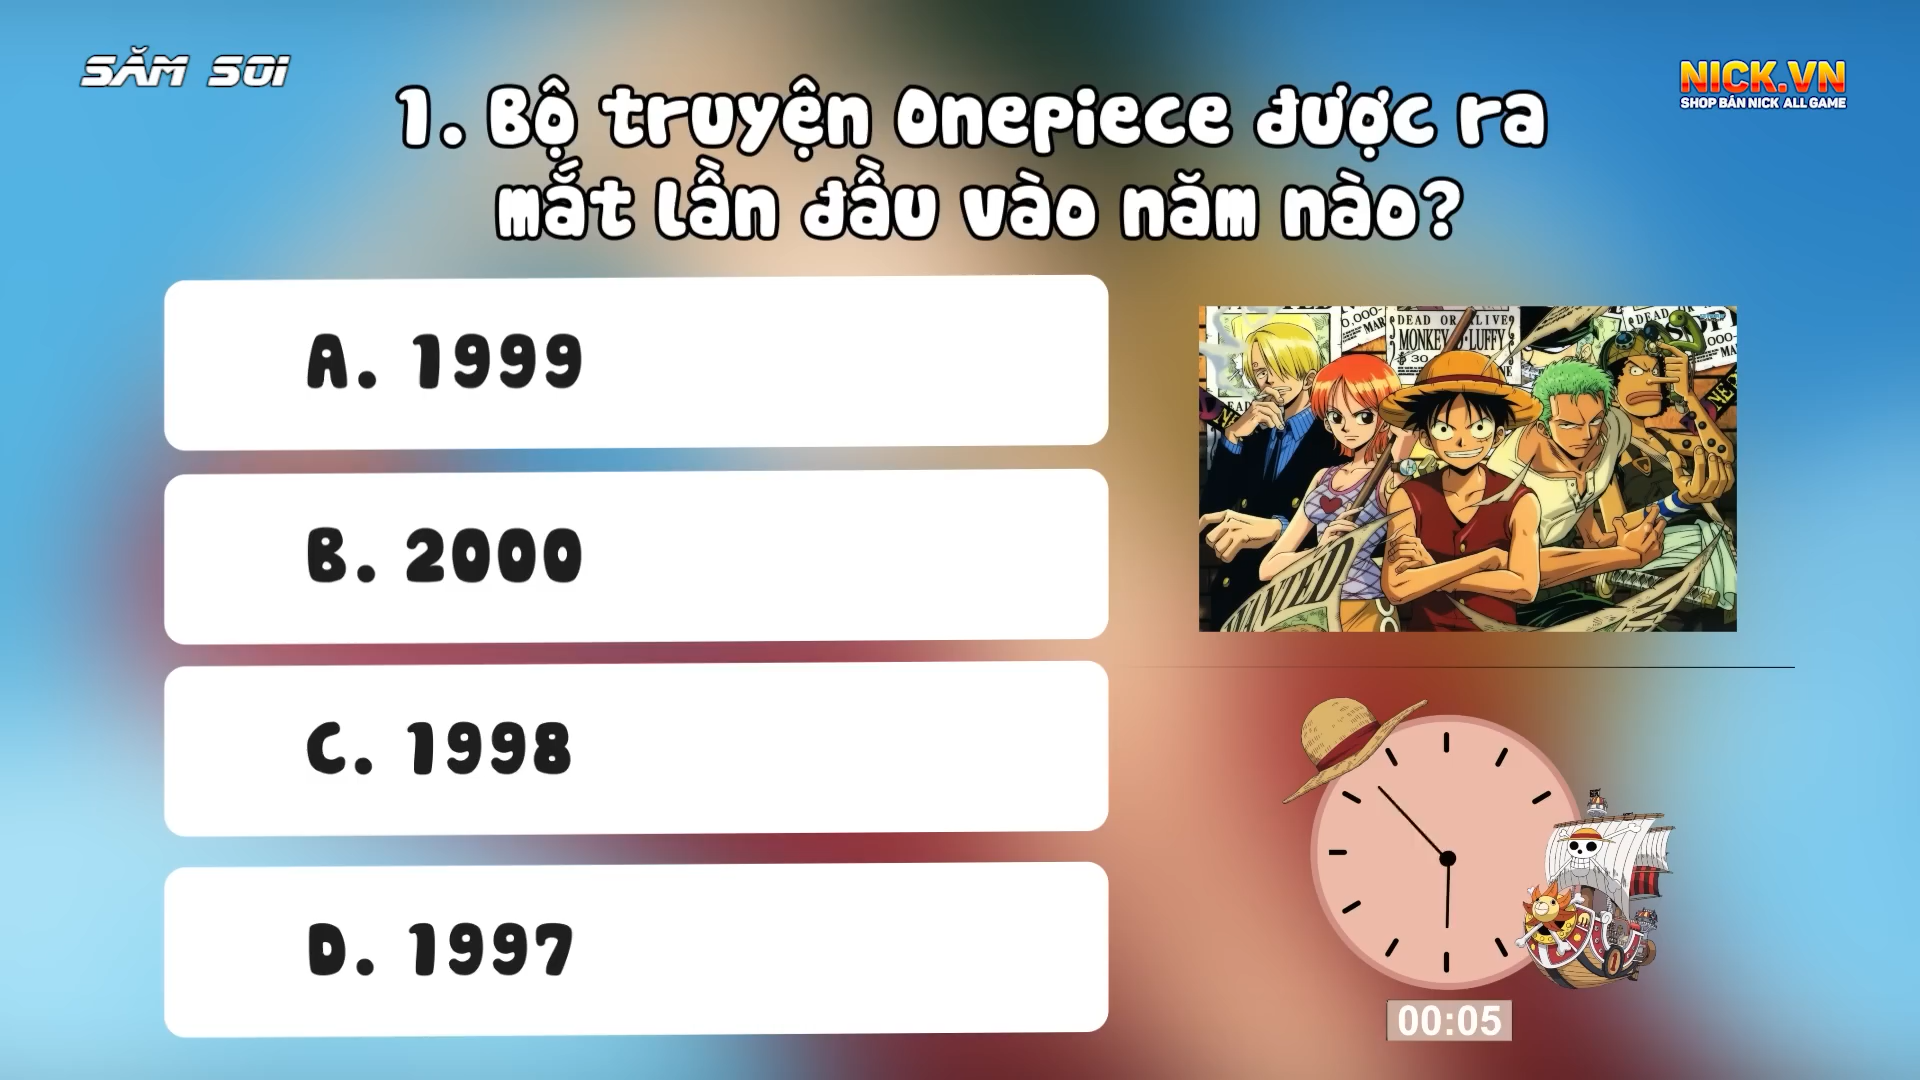 SĂM SOI
NICK.VN
SHOP BÁN NICK ALL GAME
1. Bộ truyện Onepiece được ra
mắt lần đầu vào năm nào?
A. 1999
B. 2000
C. 1998
D. 1997
DEAD OR ALIVE
MONKEY D. LUFFY
WANTED
00:05